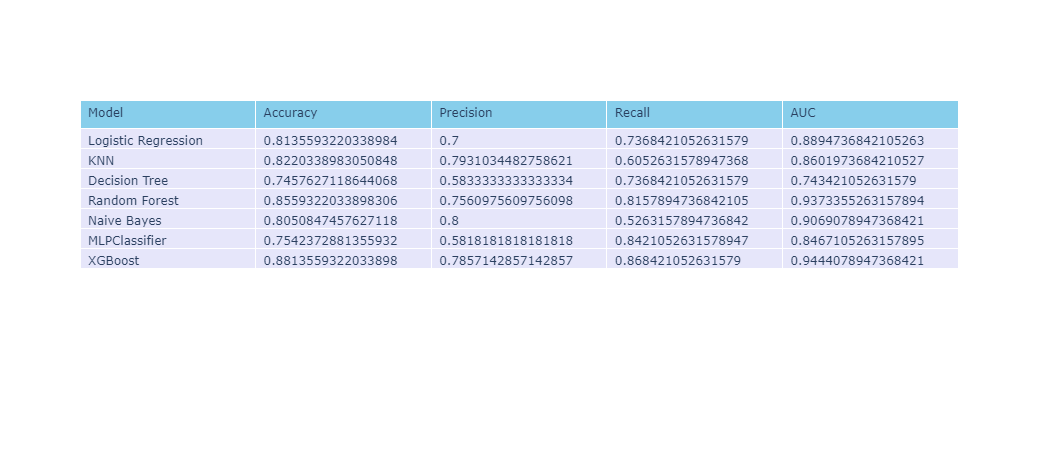 Model Accuracy Precision Recall AUC
Logistic Regression 0.8135593220338984 0.7 0.7368421052631579 0.8894736842105263
KNN 0.8220338983050848 0.7931034482758621 0.6052631578947368 0.8601973684210527
Decision Tree 0.7457627118644068 0.5833333333333334 0.7368421052631579 0.743421052631579
Random Forest 0.8559322033898306 0.7560975609756098 0.8157894736842105 0.9373355263157894
Naive Bayes 0.8050847457627118 0.8 0.5263157894736842 0.9069078947368421
MLPClassifier 0.7542372881355932 0.5818181818181818 0.8421052631578947 0.8467105263157895
XGBoost 0.8813559322033898 0.7857142857142857 0.868421052631579 0.9444078947368421